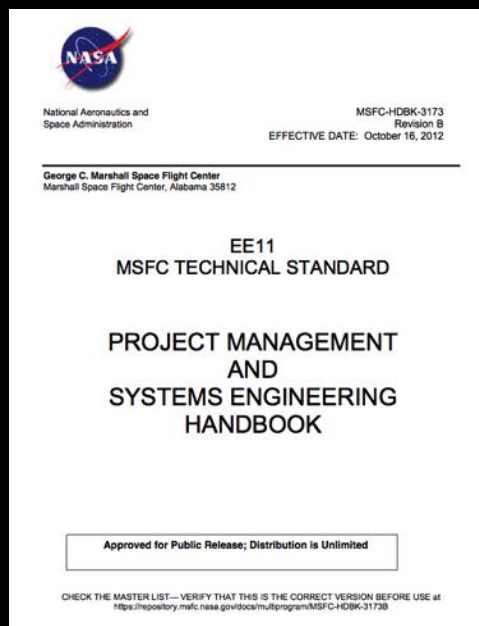 NASA
National Aeronautics and
Space Administration
MSFC-HDBK-3173
Revision B
EFFECTIVE DATE: October 16, 2012
George C. Marshall Space Flight Center
Marshall Space Flight Center, Alabama 35812
EE11
MSFC TECHNICAL STANDARD
PROJECT MANAGEMENT
AND
SYSTEMS ENGINEERING
HANDBOOK
Approved for Public Release; Distribution is Unlimited
CHECK THE MASTER LIST— VERIFY THAT THIS IS THE CORRECT VERSION BEFORE USE at
https://repository.msfc.nasa.gov/docs/multiprogram/MSFC-HDBK-3173B